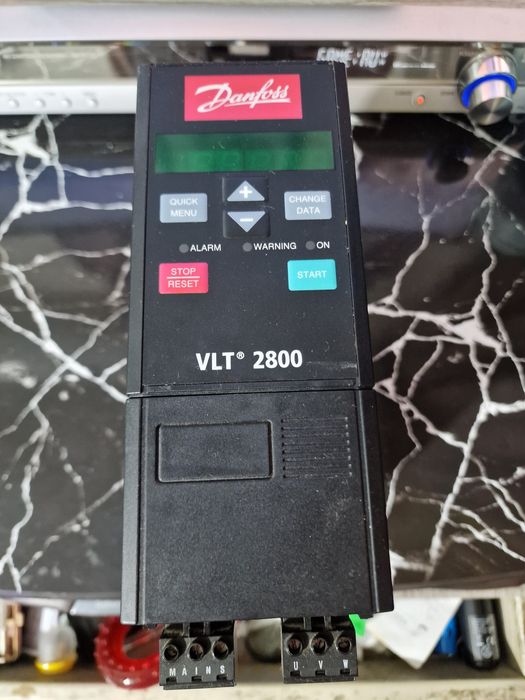 Danfoss
QUICK
MENU
+
-
CHANGE
DATA
ALARM
WARNING
ON
STOP
RESET
START
VLT® 2800
MAINS
U V W